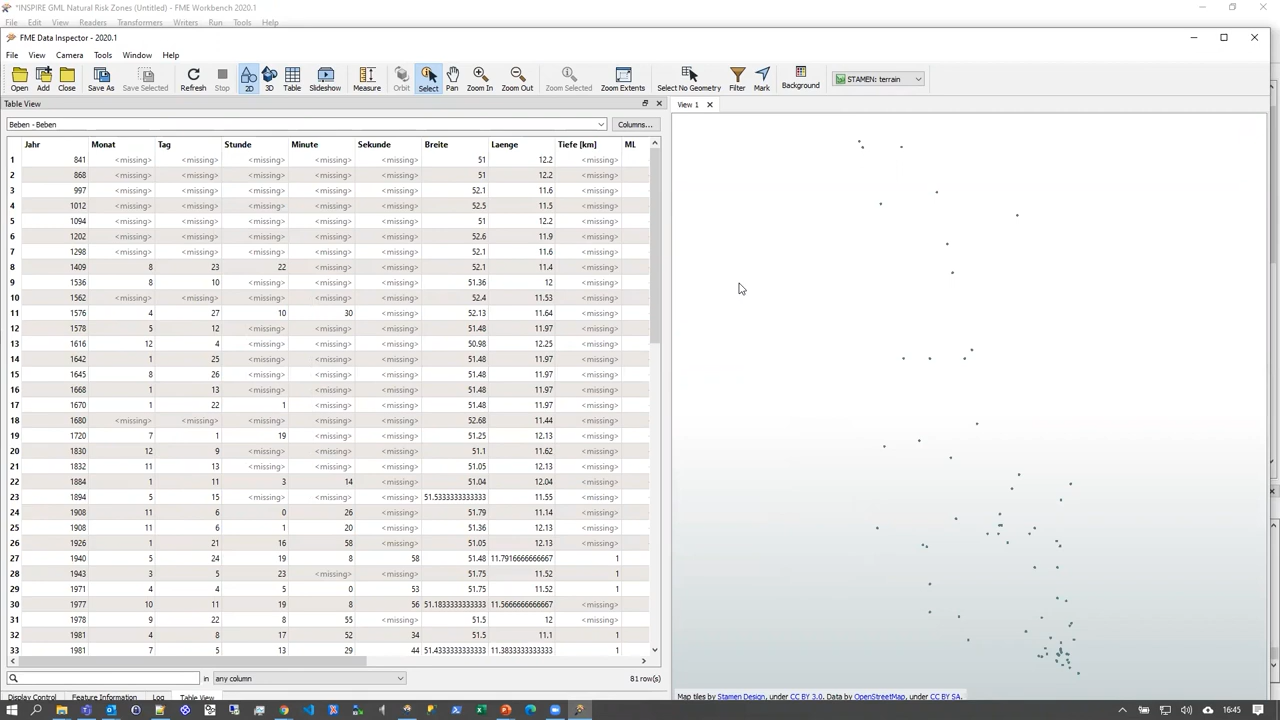 *INSPIRE GML Natural Risk Zones (Untitled) - FME Workbench 2020.1
File Edit View Readers Transformers Writers Run Tools Help
FME Data Inspector - 2020.1
File View Camera Tools Window Help
Open Add Close Save As Save Selected Refresh Stop 2D 3D Table Slideshow Measure Orbit Select Pan Zoom In Zoom Out Zoom Selected Zoom Extents Select No Geometry Filter Mark Background STAMEN: terrain
Table View
View 1
Beben - Beben
Columns...
Jahr Monat Tag Stunde Minute Sekunde Breite Laenge Tiefe [km] ML
1 841 <missing> <missing> <missing> <missing> <missing> 51 12.2 <missing>
2 868 <missing> <missing> <missing> <missing> <missing> 51 12.2 <missing>
3 997 <missing> <missing> <missing> <missing> <missing> 52.1 11.6 <missing>
4 1012 <missing> <missing> <missing> <missing> <missing> 52.5 11.5 <missing>
5 1094 <missing> <missing> <missing> <missing> <missing> 51 12.2 <missing>
6 1202 <missing> <missing> <missing> <missing> <missing> 52.6 11.9 <missing>
7 1298 <missing> <missing> <missing> <missing> <missing> 52.1 11.6 <missing>
8 1409 8 23 22 <missing> <missing> 52.1 11.4 <missing>
9 1536 8 10 <missing> <missing> <missing> 51.36 12 <missing>
10 1562 <missing> <missing> <missing> <missing> <missing> 52.4 11.53 <missing>
11 1576 4 27 10 30 <missing> 52.13 11.64 <missing>
12 1578 5 12 <missing> <missing> <missing> 51.48 11.97 <missing>
13 1616 12 4 <missing> <missing> <missing> 50.98 12.25 <missing>
14 1642 1 25 <missing> <missing> <missing> 51.48 11.97 <missing>
15 1645 8 26 <missing> <missing> <missing> 51.48 11.97 <missing>
16 1668 1 13 <missing> <missing> <missing> 51.48 11.97 <missing>
17 1670 1 22 1 <missing> <missing> 51.48 11.97 <missing>
18 1680 <missing> <missing> <missing> <missing> <missing> 52.68 11.44 <missing>
19 1720 7 1 19 <missing> <missing> 51.25 12.13 <missing>
20 1830 12 9 <missing> <missing> <missing> 51.1 11.62 <missing>
21 1832 11 13 <missing> <missing> <missing> 51.05 12.13 <missing>
22 1884 1 11 3 14 <missing> 51.04 12.04 <missing>
23 1894 5 15 <missing> <missing> <missing> 51.5333333333333 11.55 <missing>
24 1908 11 6 0 26 <missing> 51.79 11.14 <missing>
25 1908 11 6 1 20 <missing> 51.36 12.13 <missing>
26 1926 1 21 16 58 <missing> 51.05 12.13 <missing>
27 1940 5 24 19 8 58 51.48 11.7916666666667 1
28 1943 3 5 23 <missing> <missing> 51.75 11.52 1
29 1971 4 4 5 0 53 51.75 11.52 1
30 1977 10 11 19 8 56 51.1833333333333 11.5666666666667 <missing>
31 1978 9 22 8 55 <missing> 51.5 12 <missing>
32 1981 4 8 17 52 34 51.5 11.1 1
33 1981 7 5 13 29 44 51.4333333333333 11.3833333333333 1
in any column
81 row(s)
Map tiles by Stamen Design, under CC BY 3.0. Data by OpenStreetMap, under CC BY SA.
Display Control Feature Information Log Table View
16:45